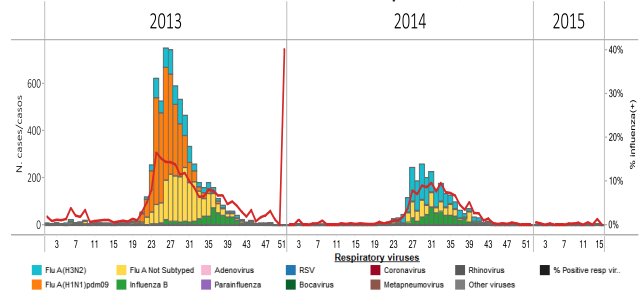 2013 2014 2015
N. cases/casos
600
400
200
0
40%
30%
20%
10%
0%
% influenza(+)
3 7 11 15 19 23 27 31 35 39 43 47 51 3 7 11 15 19 23 27 31 35 39 43 47 51 3 7 11 15
Respiratory viruses
Flu A(H3N2) Flu A Not Subtyped Adenovirus RSV Coronavirus Rhinovirus % Positive resp vir..
Flu A(H1N1)pdm09 Influenza B Parainfluenza Bocavirus Metapneumovirus Other viruses